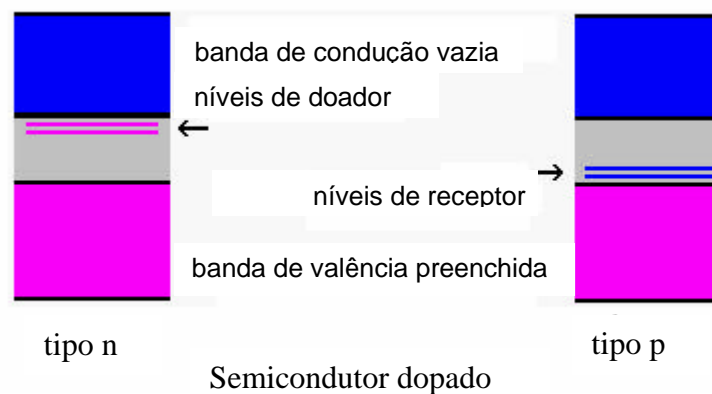 banda de condução vazia
níveis de doador
níveis de receptor
banda de valência preenchida
tipo n
tipo p
Semicondutor dopado